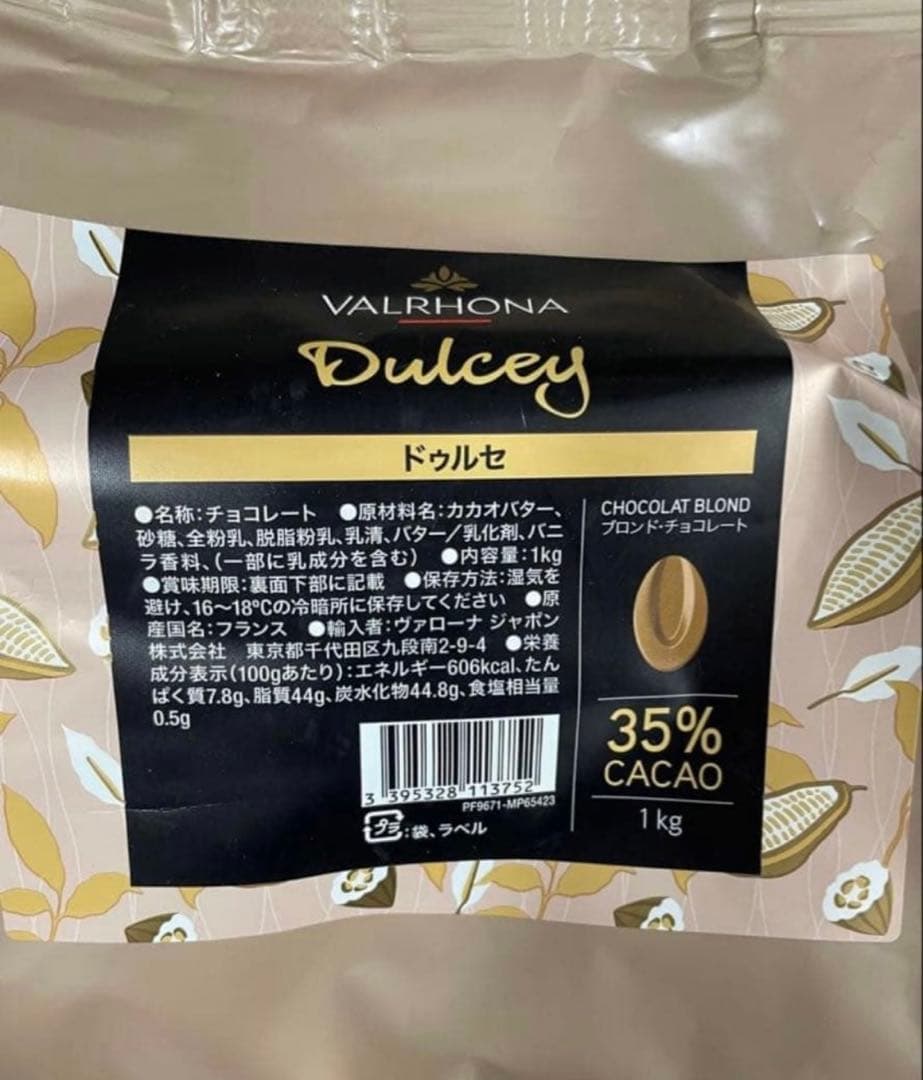 VALRHONA
Dulcey
ドゥルセ
●名称：チョコレート　●原材料名：カカオバター、
砂糖、全粉乳、脱脂粉乳、乳清、バター／乳化剤、バニ
ラ香料、（一部に乳成分を含む）　●内容量：1kg
●賞味期限：裏面下部に記載　●保存方法：湿気を
避け、16〜18℃の冷暗所に保存してください　●原
産国名：フランス　●輸入者：ヴァローナ ジャポン
株式会社　東京都千代田区九段南2-9-4　●栄養
成分表示（100gあたり）：エネルギー606kcal、たん
ぱく質7.8g、脂質44g、炭水化物44.8g、食塩相当量
0.5g
3 395328 113752
PF9671-MP65423
プラ：袋、ラベル
CHOCOLAT BLOND
ブロンド・チョコレート
35%
CACAO
1kg